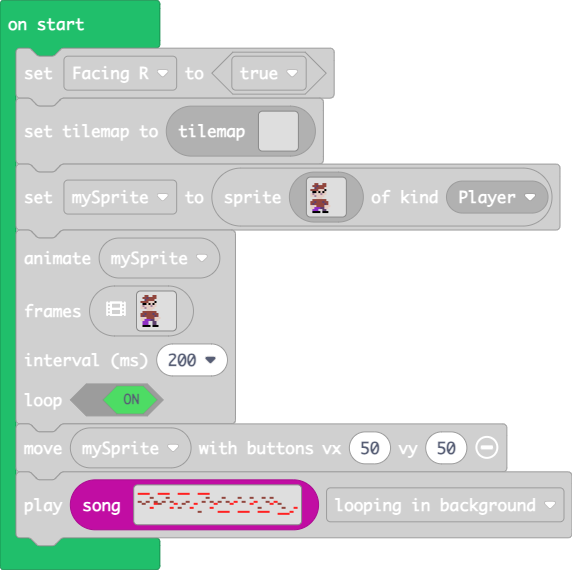 on start
set Facing R to true
set tilemap to tilemap
set mySprite to sprite of kind Player
animate mySprite
frames
interval (ms) 200
loop ON
move mySprite with buttons vx 50 vy 50
play song looping in background